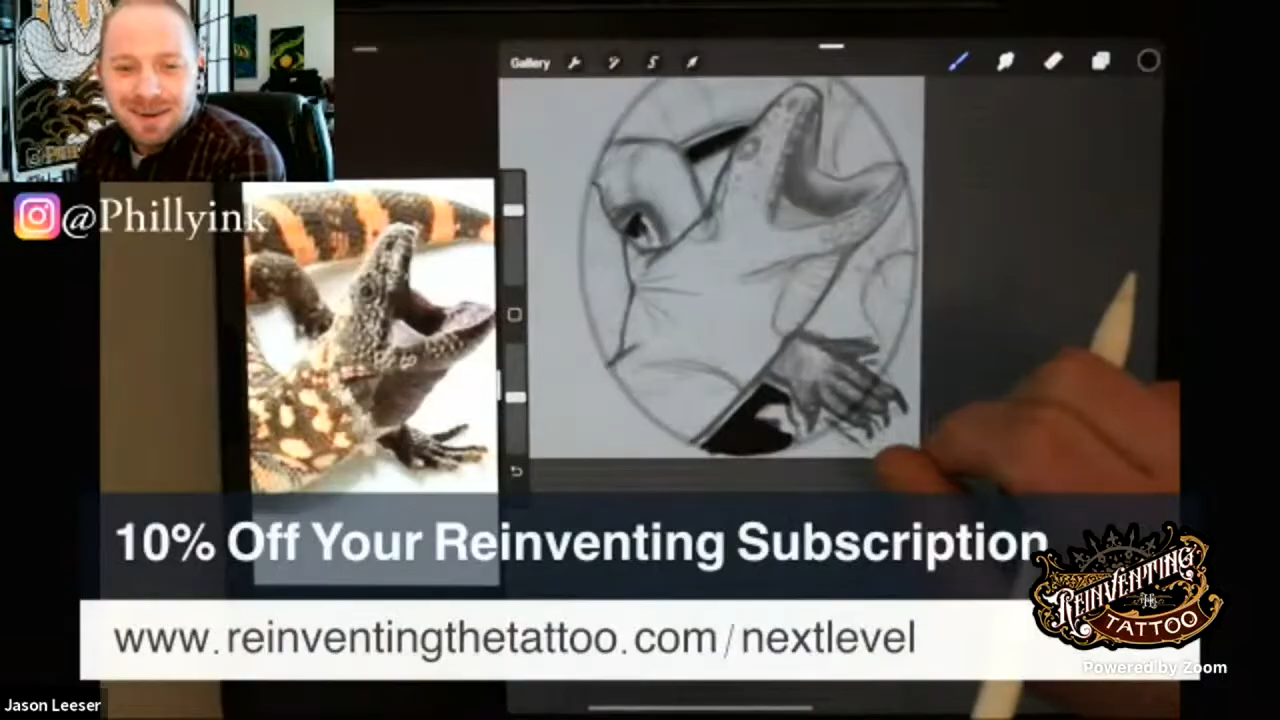 Gallery
@Phillyink
10% Off Your Reinventing Subscription
www.reinventingthetattoo.com/nextlevel
REINVENTING
THE
TATTOO
Powered by Zoom
Jason Leeser